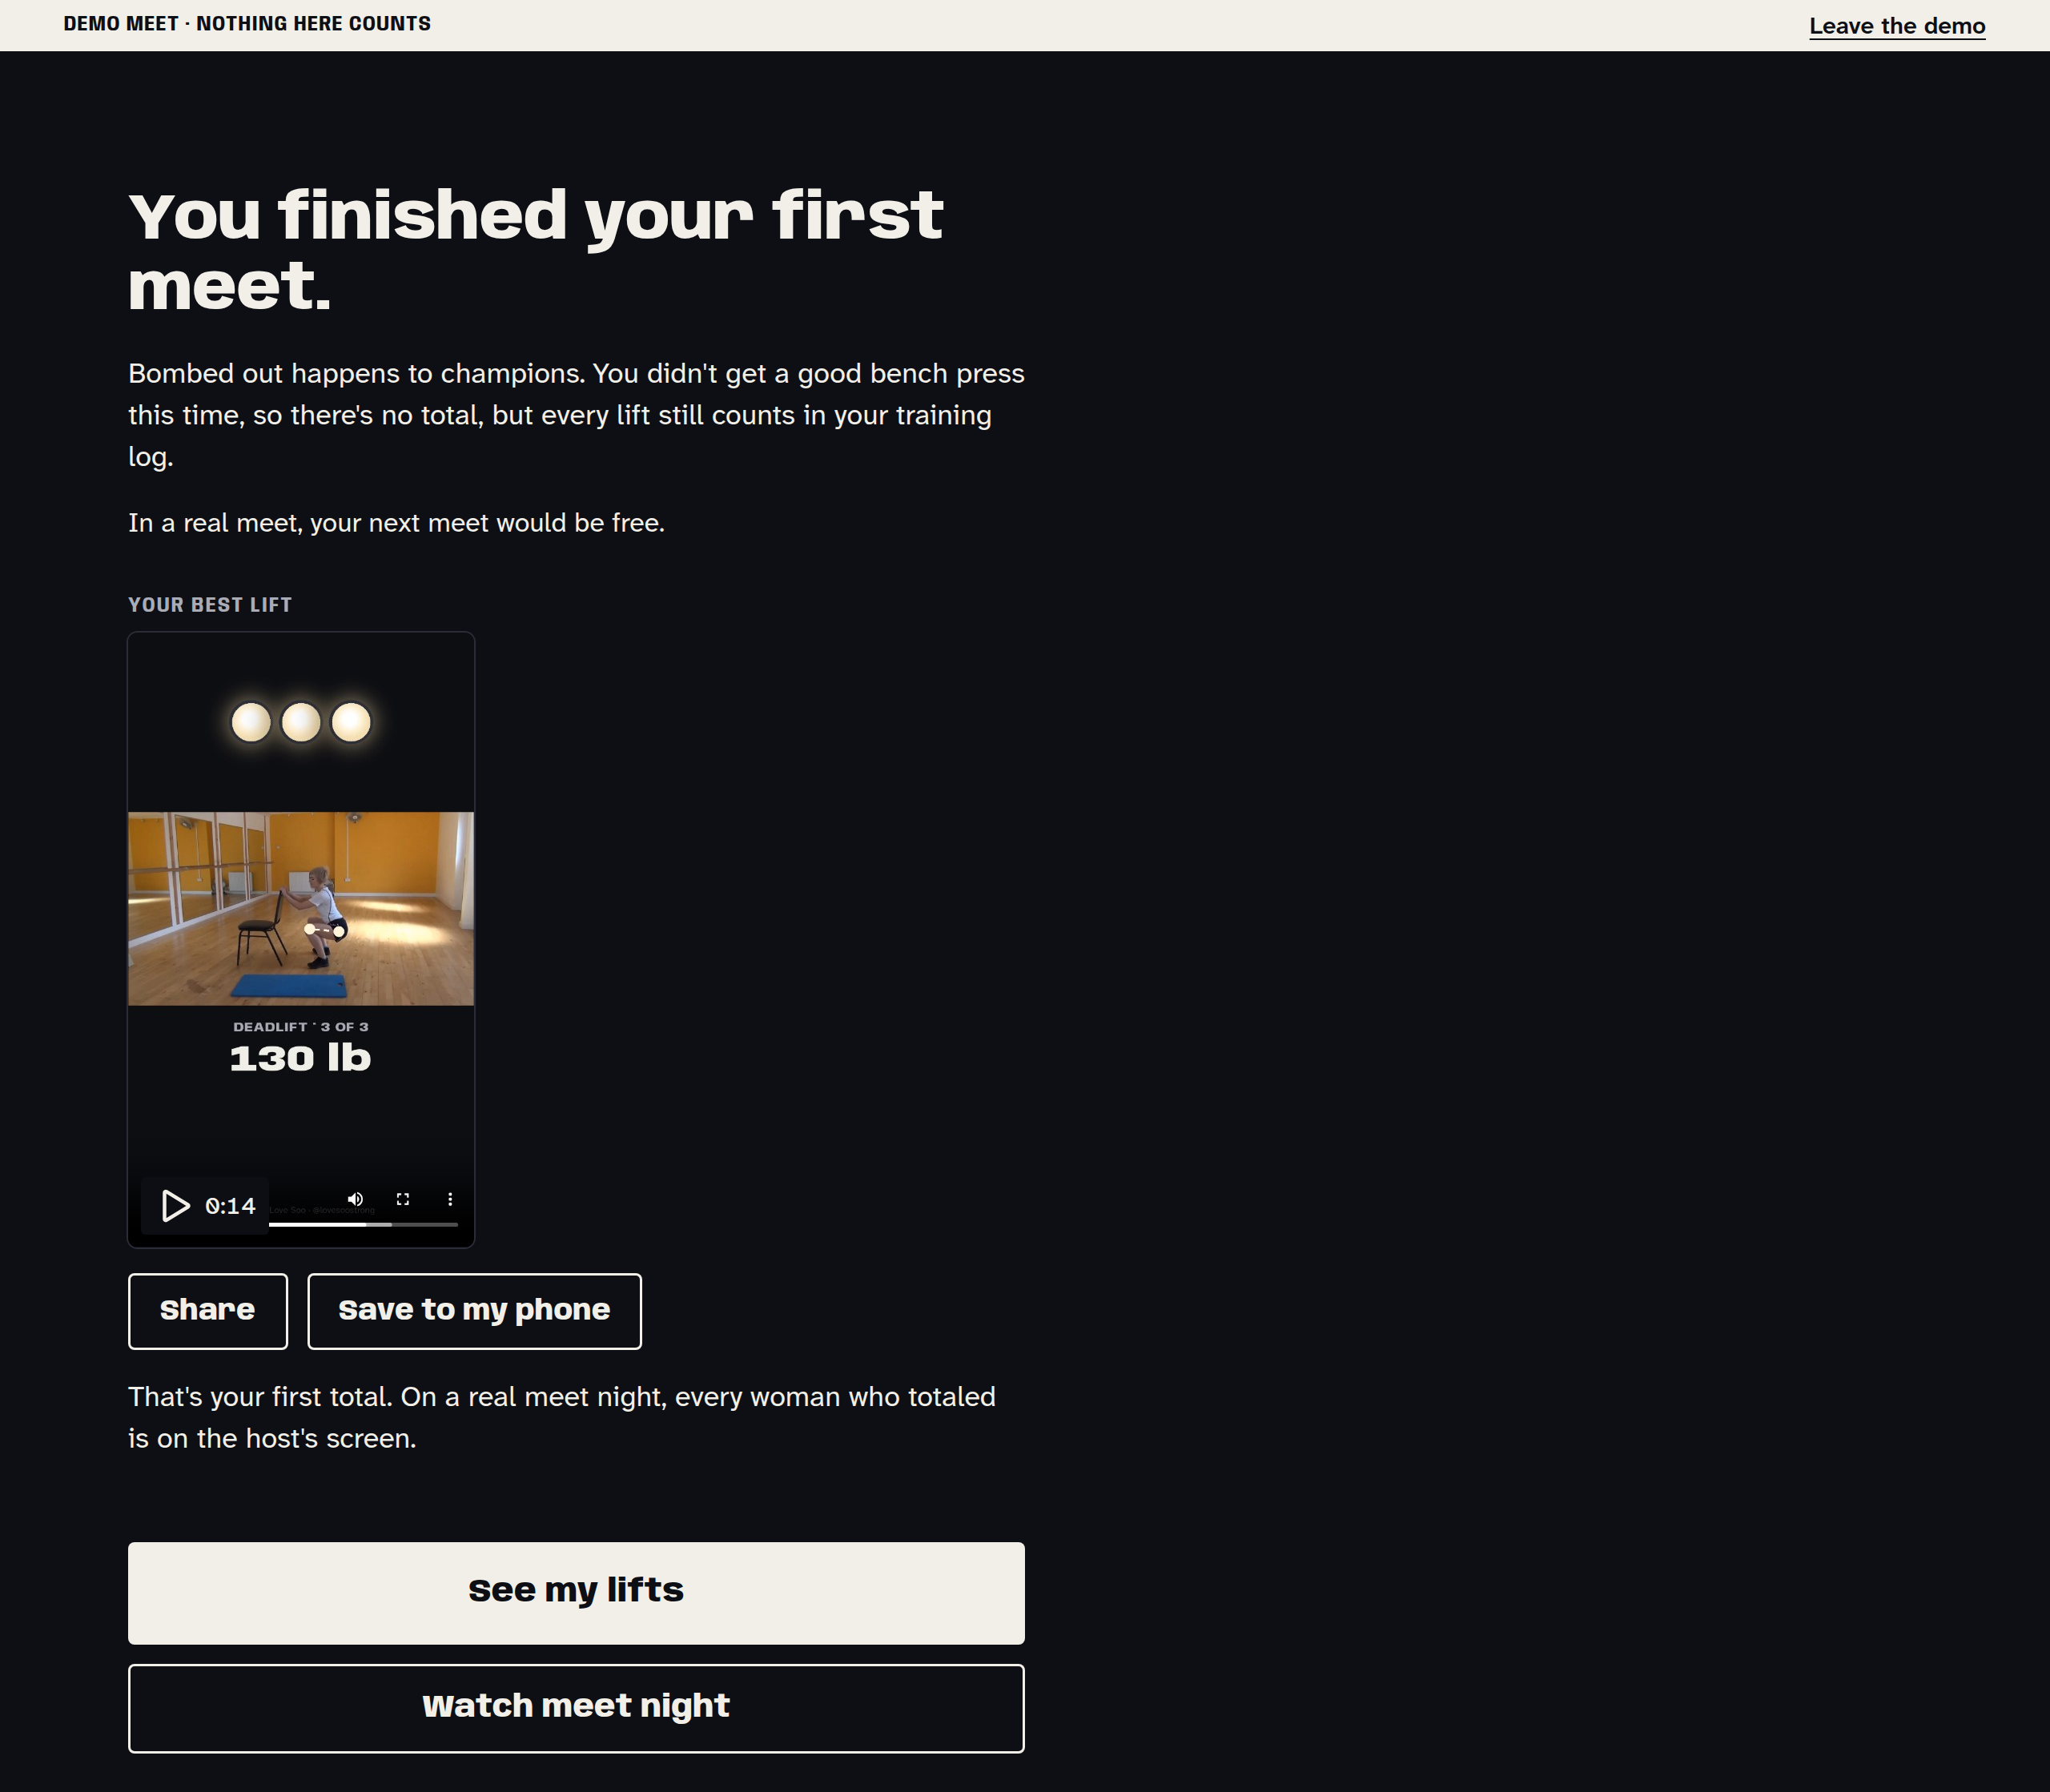 DEMO MEET · NOTHING HERE COUNTS
Leave the demo
You finished your first
meet.
Bombed out happens to champions. You didn't get a good bench press
this time, so there's no total, but every lift still counts in your training
log.
In a real meet, your next meet would be free.
YOUR BEST LIFT
DEADLIFT · 3 OF 3
130 lb
0:14
Share
Save to my phone
That's your first total. On a real meet night, every woman who totaled
is on the host's screen.
See my lifts
Watch meet night